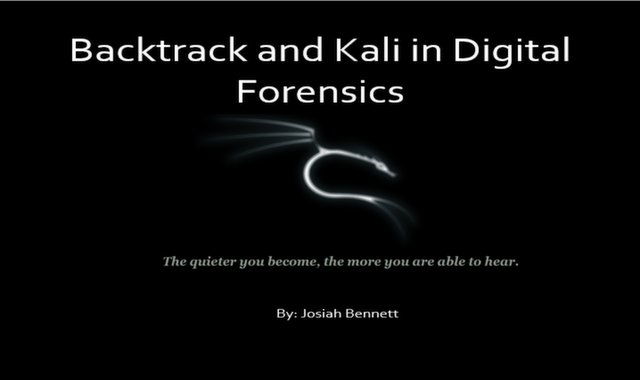 Backtrack and Kali in Digital
Forensics
The quieter you become, the more you are able to hear.
By: Josiah Bennett